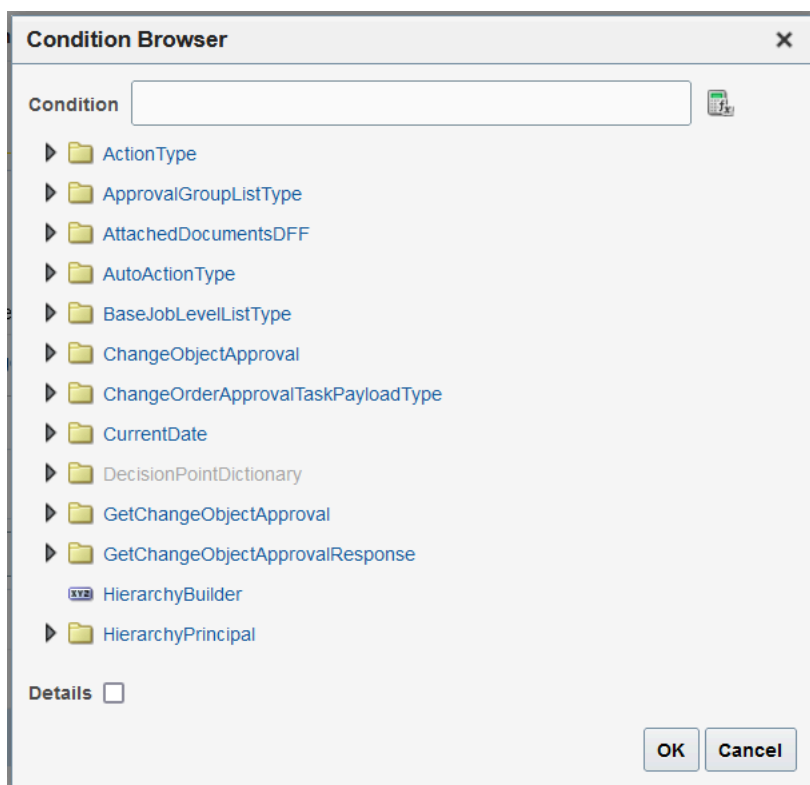 Condition Browser
Condition
ActionType
ApprovalGroupListType
AttachedDocumentsDFF
AutoActionType
BaseJobLevelListType
ChangeObjectApproval
ChangeOrderApprovalTaskPayloadType
CurrentDate
DecisionPointDictionary
GetChangeObjectApproval
GetChangeObjectApprovalResponse
XYZ HierarchyBuilder
HierarchyPrincipal
Details
OK Cancel